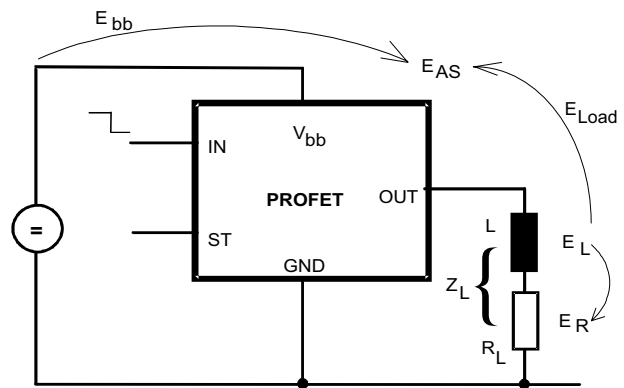 E bb
E AS
E Load
IN
V bb
PROFET
OUT
=
ST
L
E L
GND
Z L
{
E R
R L